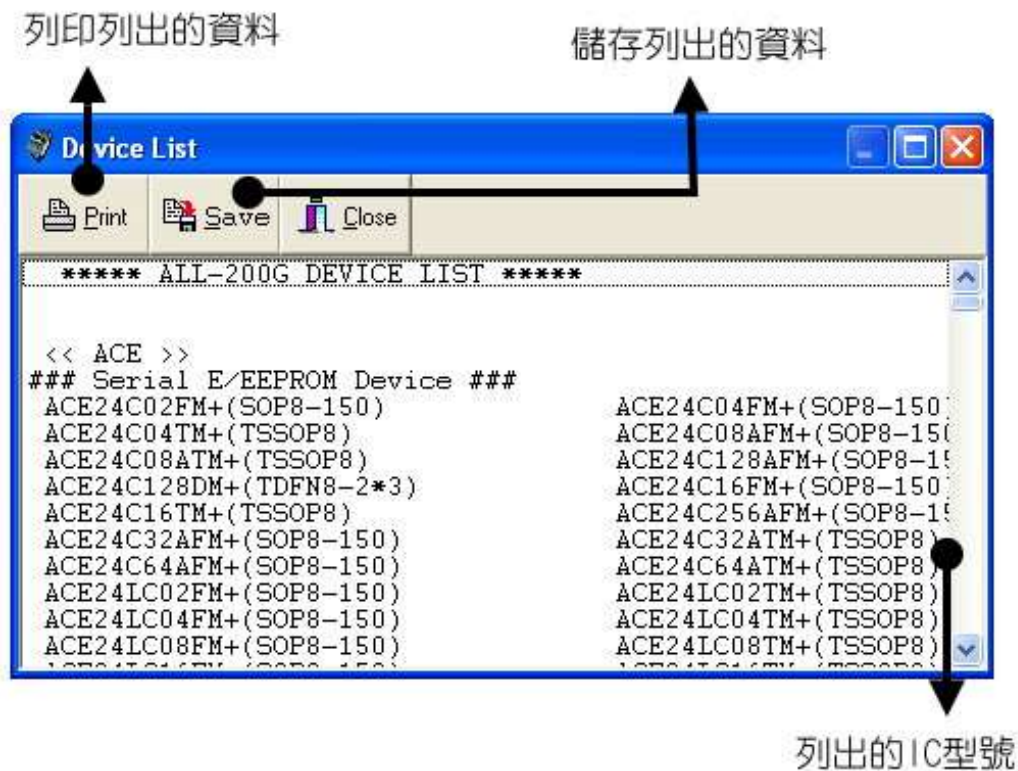 列印列出的資料
儲存列出的資料
Device List
Print Save Close
***** ALL-200G DEVICE LIST *****
<< ACE >>
### Serial E/EEPROM Device ###
ACE24C02FM+(SOP8-150) ACE24C04FM+(SOP8-150)
ACE24C04TM+(TSSOP8) ACE24C08AFM+(SOP8-150
ACE24C08ATM+(TSSOP8) ACE24C128AFM+(SOP8-15
ACE24C128DM+(TDFN8-2*3) ACE24C16FM+(SOP8-150)
ACE24C16TM+(TSSOP8) ACE24C256AFM+(SOP8-15
ACE24C32AFM+(SOP8-150) ACE24C32ATM+(TSSOP8)
ACE24C64AFM+(SOP8-150) ACE24C64ATM+(TSSOP8)
ACE24LC02FM+(SOP8-150) ACE24LC02TM+(TSSOP8)
ACE24LC04FM+(SOP8-150) ACE24LC04TM+(TSSOP8)
ACE24LC08FM+(SOP8-150) ACE24LC08TM+(TSSOP8)
列出的IC型號